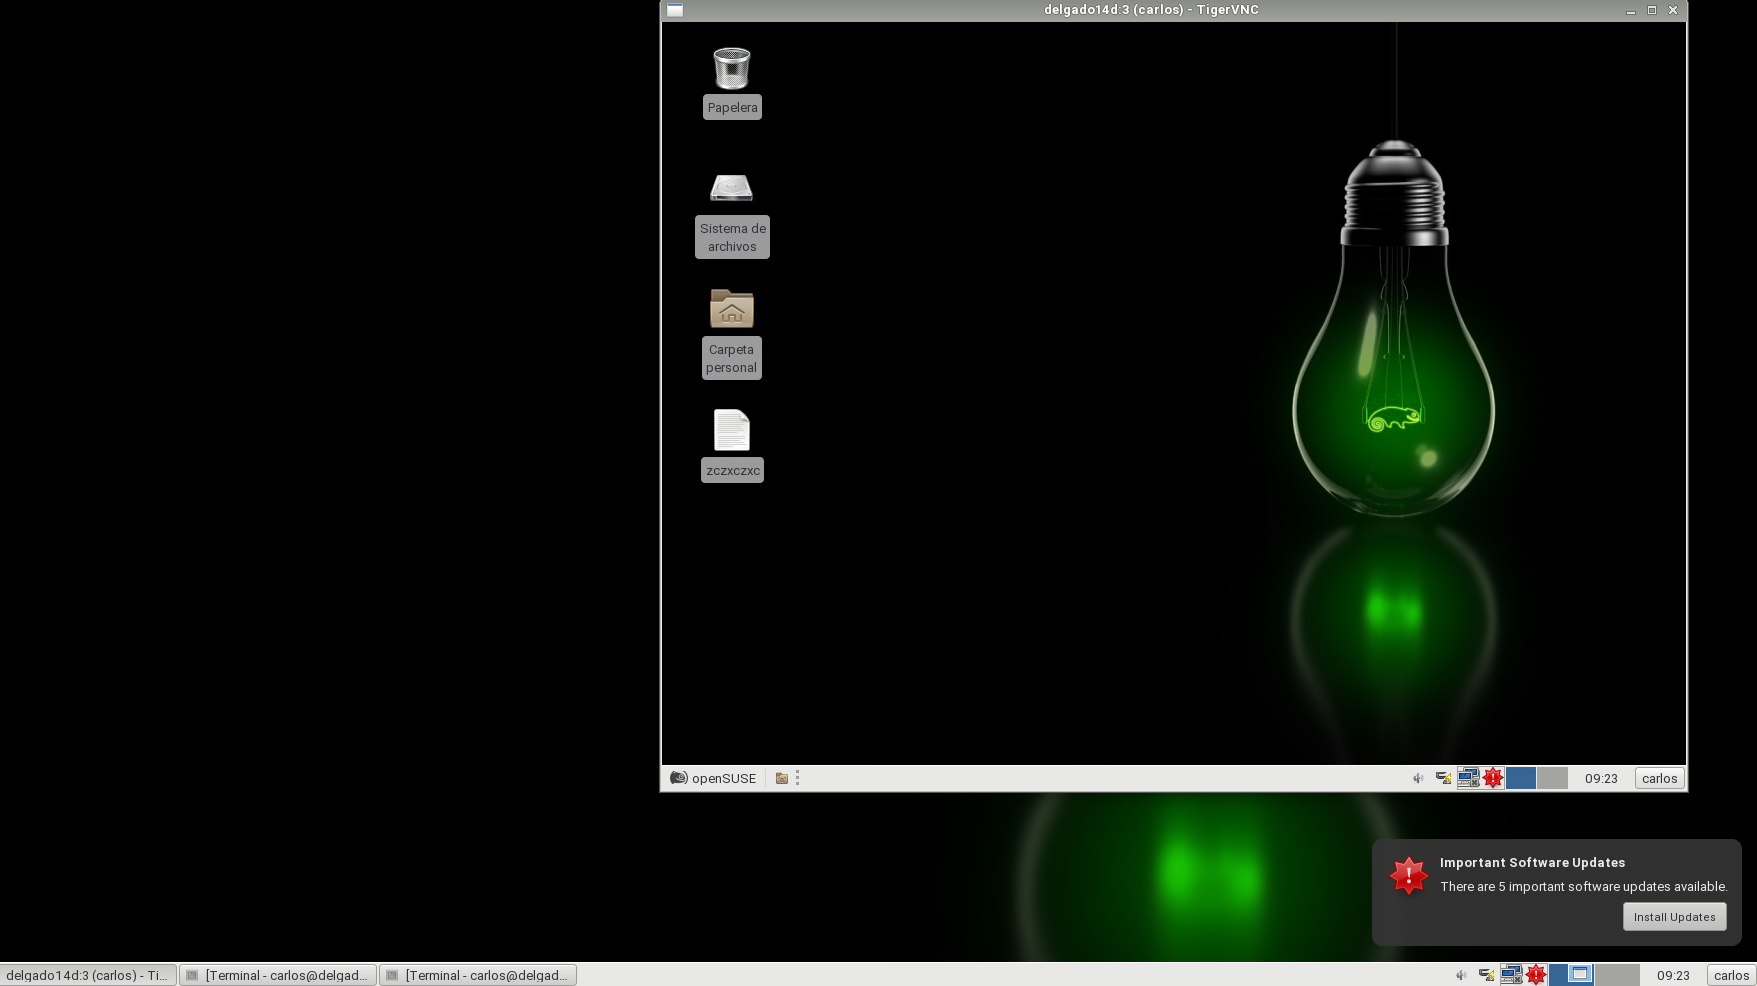 delgado14d:3 (carlos) - TigerVNC
Papelera
Sistema de
archivos
Carpeta
personal
zczxczxc
openSUSE
09:23
carlos
Important Software Updates
There are 5 important software updates available.
Install Updates
delgado14d:3 (carlos) - Ti...
[Terminal - carlos@delgad...
[Terminal - carlos@delgad...
09:23
carlos